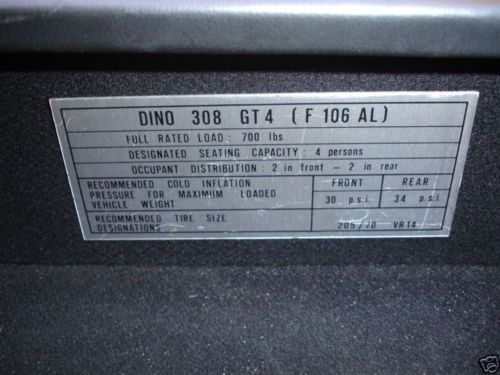 DINO 308 GT4 (F 106 AL)
FULL RATED LOAD: 700 lbs
DESIGNATED SEATING CAPACITY: 4 persons
OCCUPANT DISTRIBUTION: 2 in front – 2 in rear
RECOMMENDED COLD INFLATION
PRESSURE FOR MAXIMUM LOADED
VEHICLE WEIGHT
FRONT REAR
30 p.s.i. 34 p.s.i.
RECOMMENDED TIRE SIZE
DESIGNATIONS
205/70 VR14